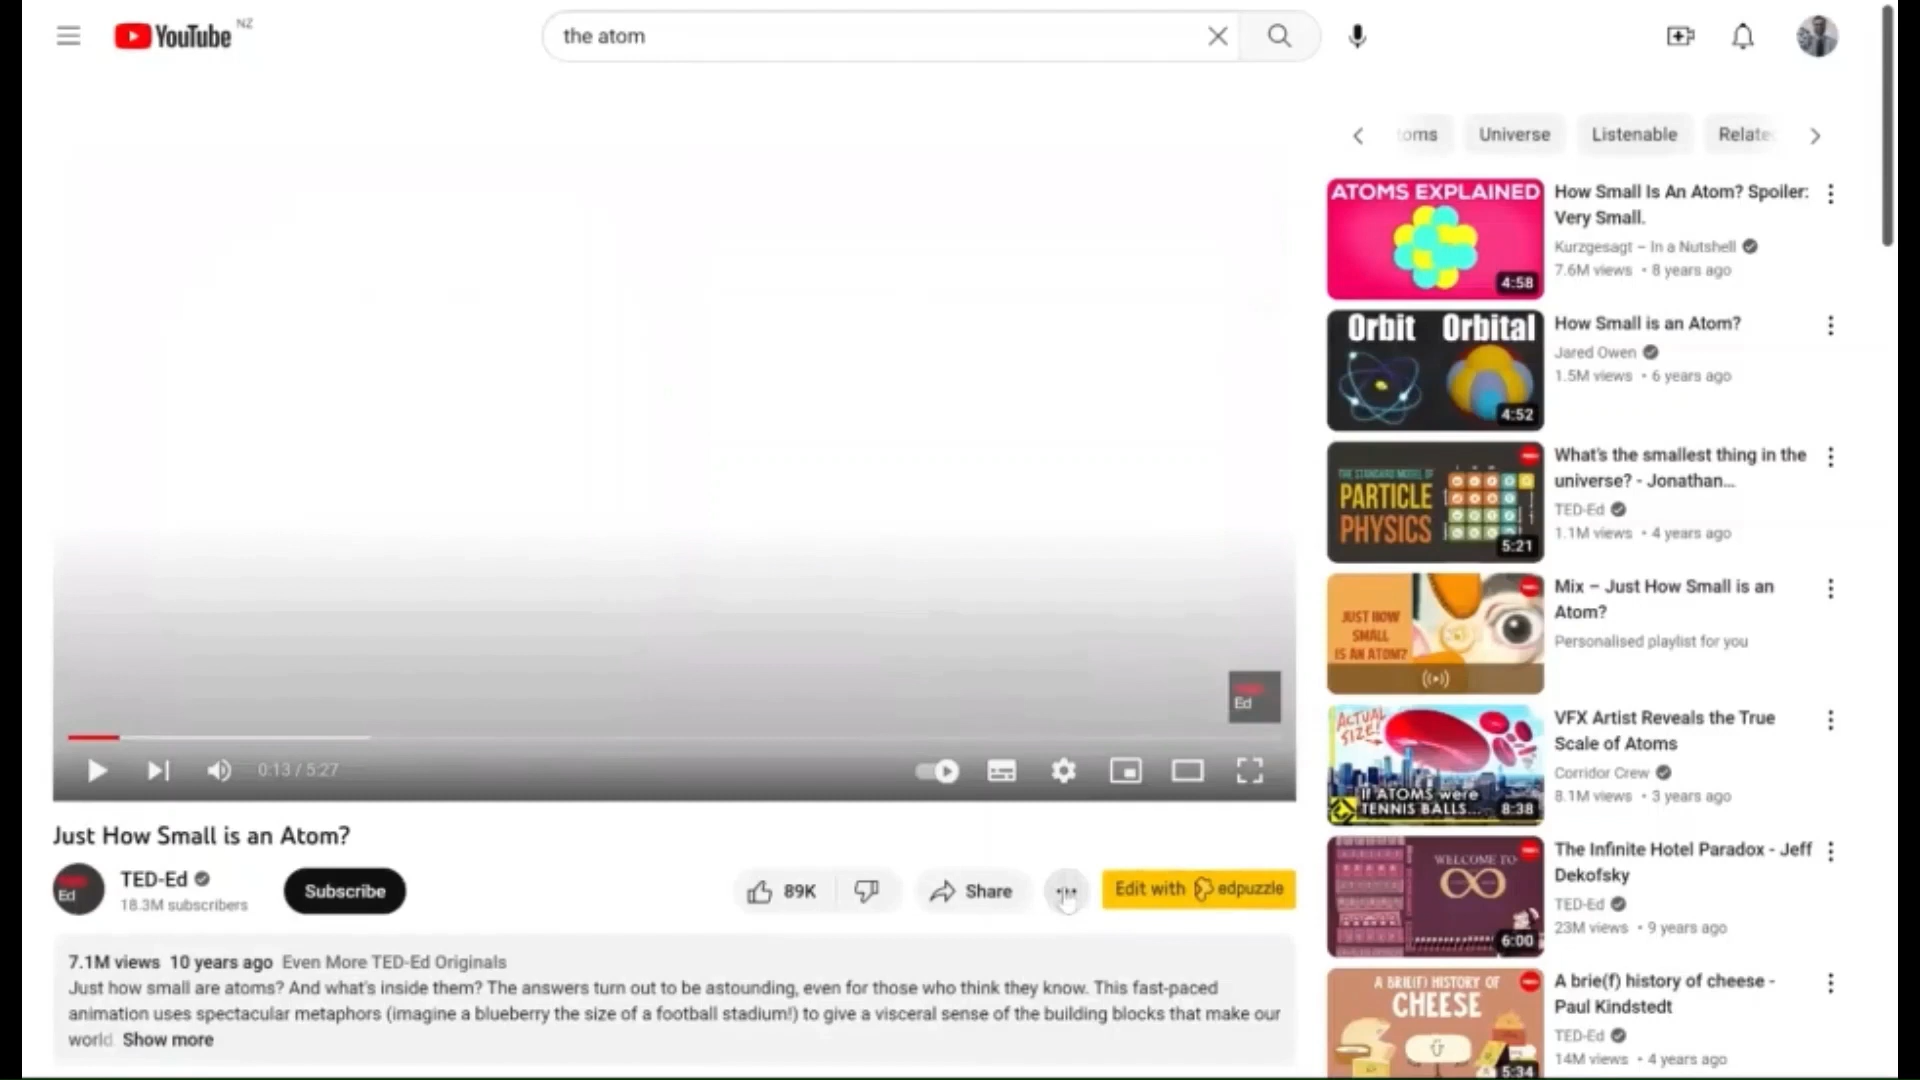 YouTube NZ
the atom
oms Universe Listenable Relate
ATOMS EXPLAINED
4:58
How Small Is An Atom? Spoiler:
Very Small.
Kurzgesagt – In a Nutshell
7.6M views • 8 years ago
Orbit Orbital
4:52
How Small is an Atom?
Jared Owen
1.5M views • 6 years ago
THE STANDARD MODEL OF
PARTICLE
PHYSICS
5:21
What's the smallest thing in the
universe? - Jonathan...
TED-Ed
1.1M views • 4 years ago
JUST HOW
SMALL
IS AN ATOM?
Mix – Just How Small is an
Atom?
Personalised playlist for you
ACTUAL
SIZE!
If ATOMS were
TENNIS BALLS...
8:38
VFX Artist Reveals the True
Scale of Atoms
Corridor Crew
8.1M views • 3 years ago
WELCOME TO
6:00
The Infinite Hotel Paradox - Jeff
Dekofsky
TED-Ed
23M views • 9 years ago
A BRIE(F) HISTORY OF
CHEESE
5:34
A brie(f) history of cheese -
Paul Kindstedt
TED-Ed
14M views • 4 years ago
Ed
0:13 / 5:27
Just How Small is an Atom?
Ed
TED-Ed
18.3M subscribers
Subscribe
89K
Share
Edit with edpuzzle
7.1M views 10 years ago Even More TED-Ed Originals
Just how small are atoms? And what's inside them? The answers turn out to be astounding, even for those who think they know. This fast-paced
animation uses spectacular metaphors (imagine a blueberry the size of a football stadium!) to give a visceral sense of the building blocks that make our
world. Show more